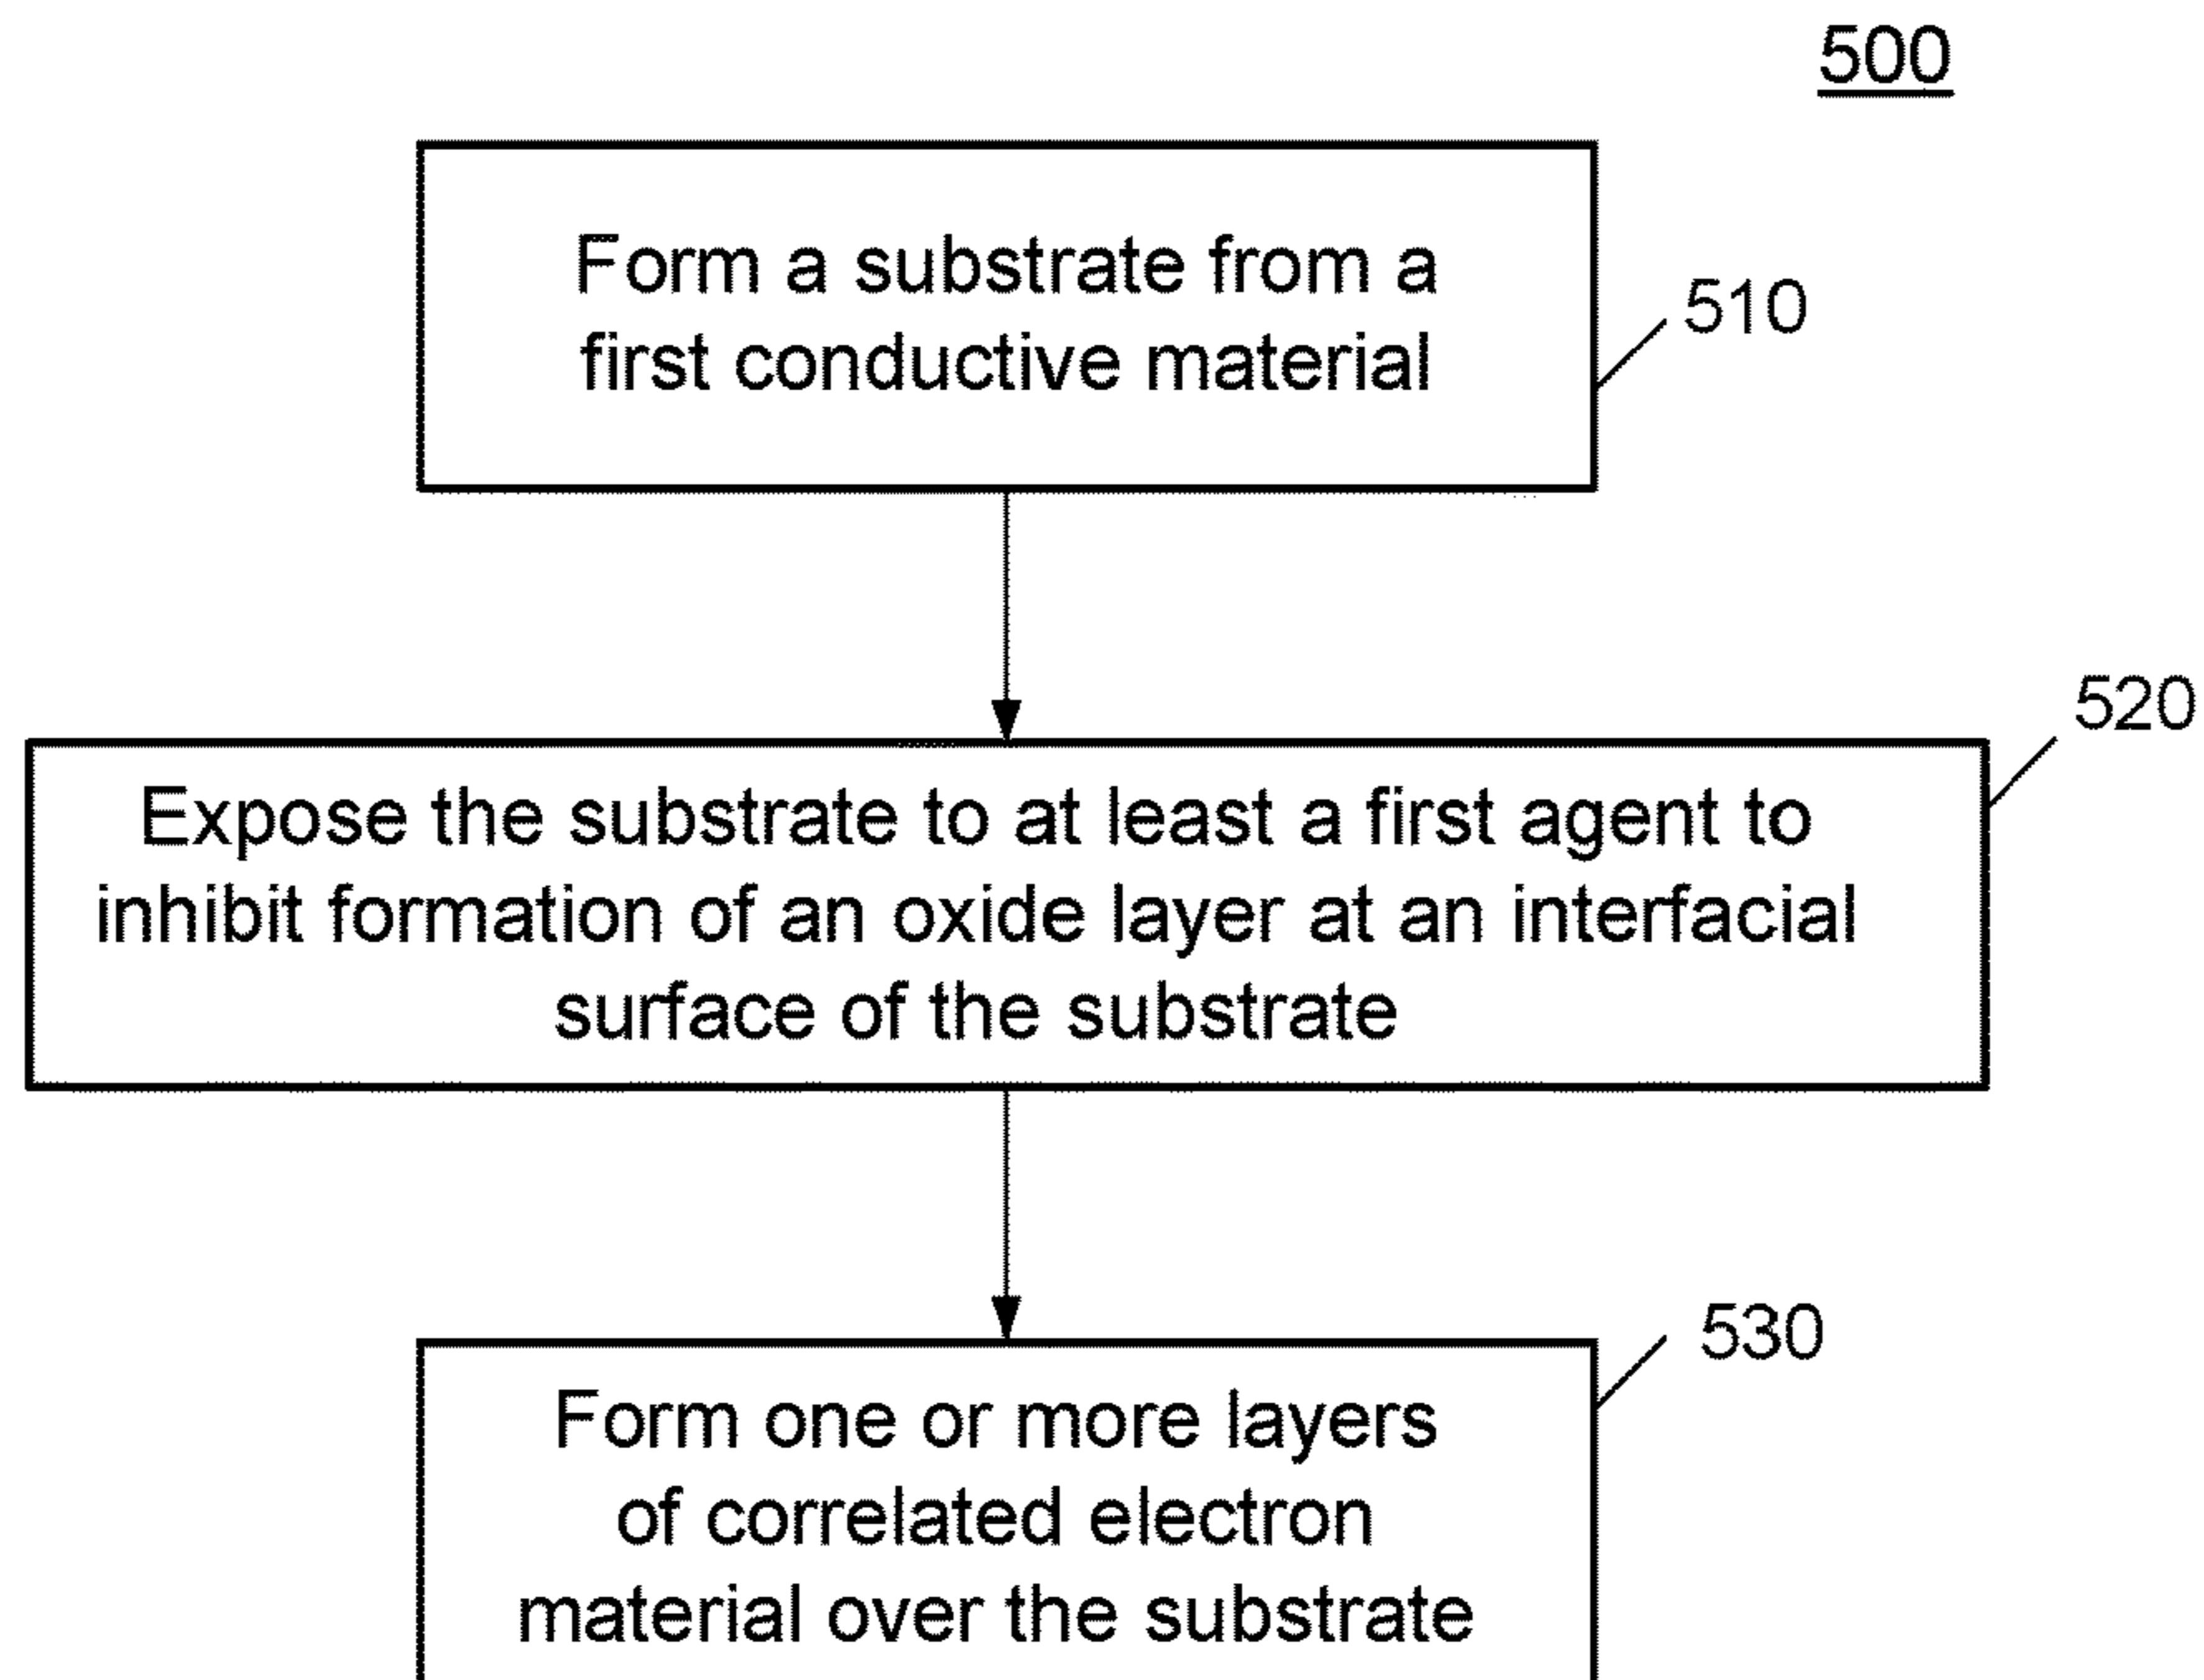 500
Form a substrate from a
first conductive material
510
520
Expose the substrate to at least a first agent to
inhibit formation of an oxide layer at an interfacial
surface of the substrate
530
Form one or more layers
of correlated electron
material over the substrate